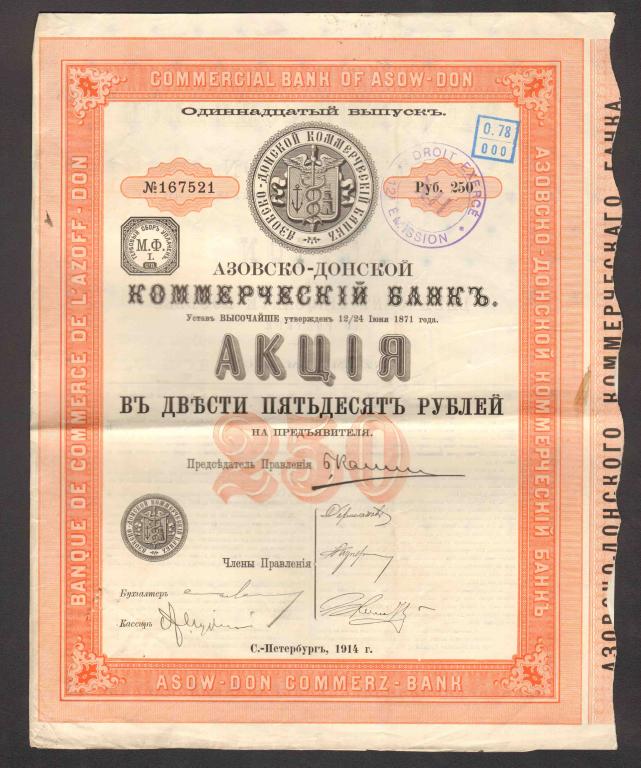 COMMERCIAL BANK OF ASOW-DON
Одиннадцатый выпускъ.
0.78
000
АЗОВСКО-ДОНСКОЙ КОММЕРЧЕСКІЙ БАНКЪ
№167521
Руб. 250
DROIT EXERCÉ
ÉMISSION
М.Ф.
I.
АЗОВСКО-ДОНСКОЙ
КОММЕРЧЕСКІЙ БАНКЪ.
Уставъ ВЫСОЧАЙШЕ утвержденъ 12/24 Іюня 1871 года.
АКЦІЯ
ВЪ ДВѢСТИ ПЯТЬДЕСЯТЪ РУБЛЕЙ
250
НА ПРЕДЪЯВИТЕЛЯ.
Предсѣдатель Правленія
Члены Правленія
Бухгалтеръ
Кассиръ
С.-Петербургъ, 1914 г.
ASOW-DON COMMERZ-BANK
BANQUE DE COMMERCE DE L'AZOFF-DON
АЗОВСКО-ДОНСКОЙ КОММЕРЧЕСКІЙ БАНКЪ
АЗОВСКО-ДОНСКОГО КОММЕРЧЕСКАГО БАНКА